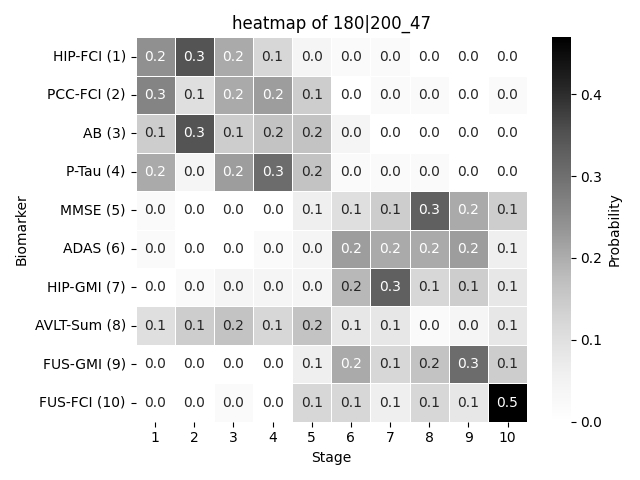 heatmap of 180|200_47
HIP-FCI (1) 0.2 0.3 0.2 0.1 0.0 0.0 0.0 0.0 0.0 0.0
PCC-FCI (2) 0.3 0.1 0.2 0.2 0.1 0.0 0.0 0.0 0.0 0.0
AB (3) 0.1 0.3 0.1 0.2 0.2 0.0 0.0 0.0 0.0 0.0
P-Tau (4) 0.2 0.0 0.2 0.3 0.2 0.0 0.0 0.0 0.0 0.0
MMSE (5) 0.0 0.0 0.0 0.0 0.1 0.1 0.1 0.3 0.2 0.1
ADAS (6) 0.0 0.0 0.0 0.0 0.0 0.2 0.2 0.2 0.2 0.1
HIP-GMI (7) 0.0 0.0 0.0 0.0 0.0 0.2 0.3 0.1 0.1 0.1
AVLT-Sum (8) 0.1 0.1 0.2 0.1 0.2 0.1 0.1 0.0 0.0 0.1
FUS-GMI (9) 0.0 0.0 0.0 0.0 0.1 0.2 0.1 0.2 0.3 0.1
FUS-FCI (10) 0.0 0.0 0.0 0.0 0.1 0.1 0.1 0.1 0.1 0.5
1 2 3 4 5 6 7 8 9 10
Stage
Biomarker
0.4
0.3
0.2
0.1
0.0
Probability